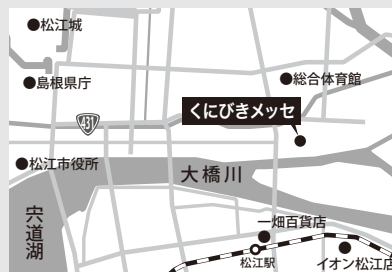 松江城
島根県庁
総合体育館
くにびきメッセ
431
松江市役所
大橋川
宍道湖
一畑百貨店
松江駅
イオン松江店